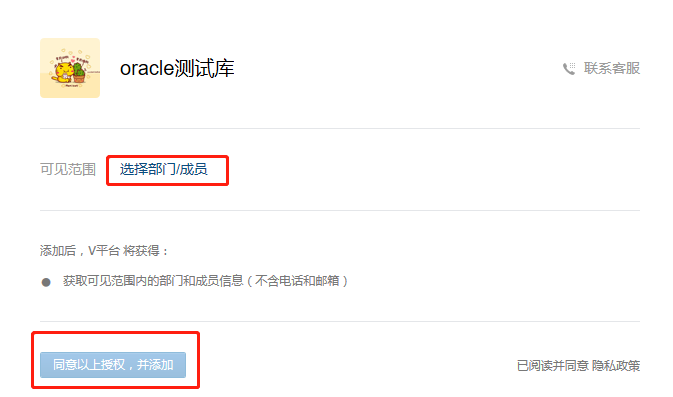 oracle测试库
联系客服
可见范围 选择部门/成员
添加后，V平台 将获得：
● 获取可见范围内的部门和成员信息（不含电话和邮箱）
同意以上授权，并添加
已阅读并同意 隐私政策